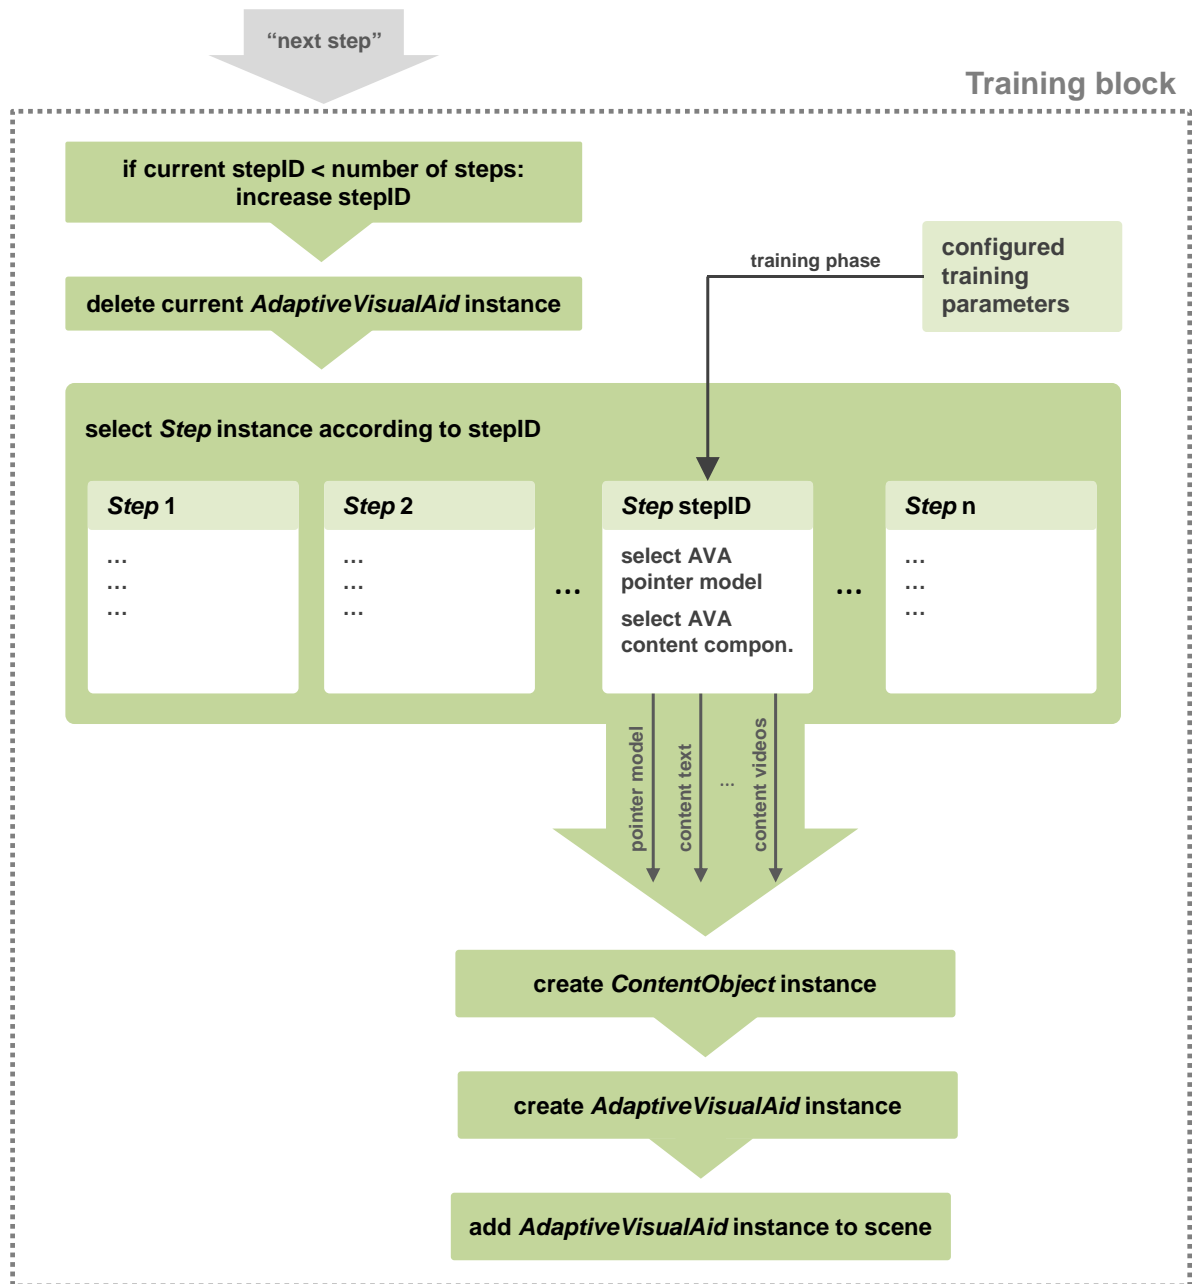 “next step”
Training block
if current stepID < number of steps:
increase stepID
configured
training
parameters
training phase
delete current AdaptiveVisualAid instance
select Step instance according to stepID
Step 1
...
...
...
Step 2
...
...
...
...
Step stepID
select AVA
pointer model
select AVA
content compon.
...
Step n
...
...
...
pointer model
content text
...
content videos
create ContentObject instance
create AdaptiveVisualAid instance
add AdaptiveVisualAid instance to scene